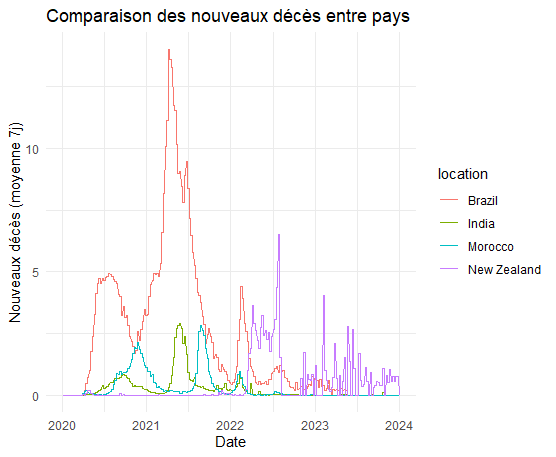 Comparaison des nouveaux décès entre pays
Nouveaux décès (moyenne 7j)
10
5
0
2020 2021 2022 2023 2024
Date
location
Brazil
India
Morocco
New Zealand